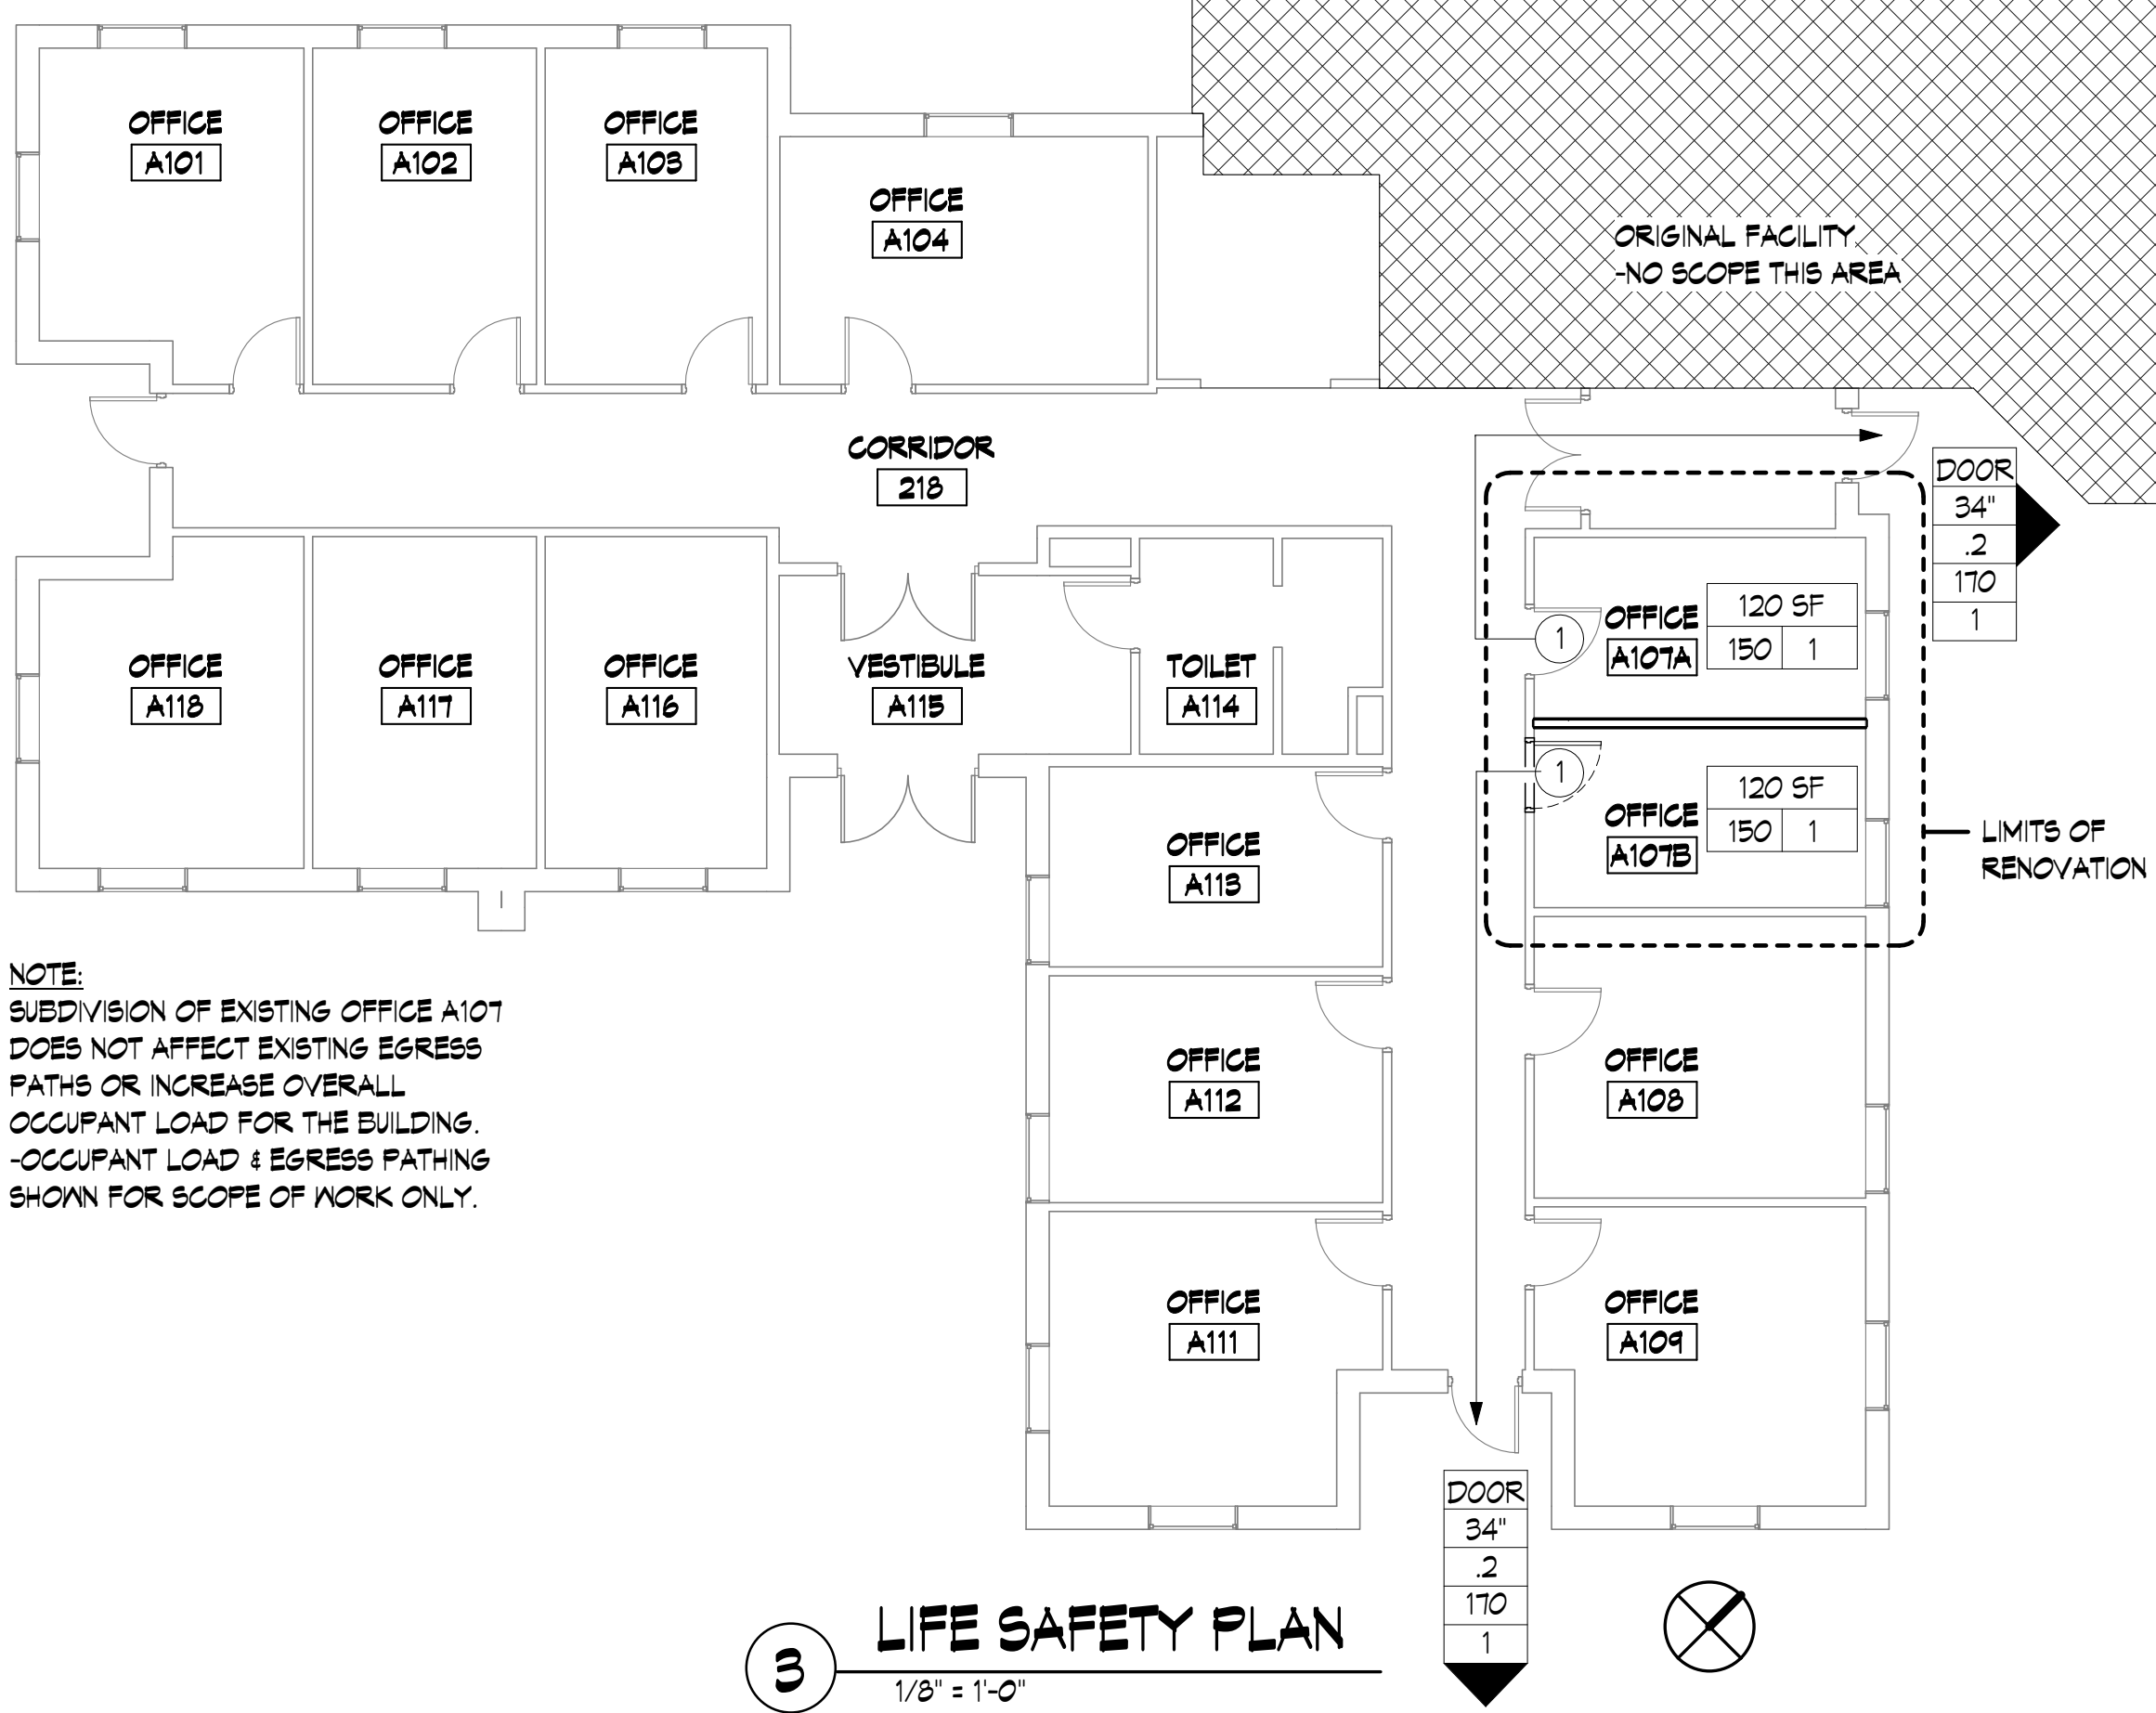 OFFICE
A101
OFFICE
A102
OFFICE
A103
OFFICE
A104
ORIGINAL FACILITY
-NO SCOPE THIS AREA
CORRIDOR
218
DOOR
34"
.2
170
1
OFFICE
A118
OFFICE
A117
OFFICE
A116
VESTIBULE
A115
TOILET
A114
1
OFFICE
A107A
120 SF
150 1
1
OFFICE
A107B
120 SF
150 1
LIMITS OF
RENOVATION
OFFICE
A113
NOTE:
SUBDIVISION OF EXISTING OFFICE A107
DOES NOT AFFECT EXISTING EGRESS
PATHS OR INCREASE OVERALL
OCCUPANT LOAD FOR THE BUILDING.
-OCCUPANT LOAD & EGRESS PATHING
SHOWN FOR SCOPE OF WORK ONLY.
OFFICE
A112
OFFICE
A108
OFFICE
A111
OFFICE
A109
DOOR
34"
.2
170
1
3
LIFE SAFETY PLAN
1/8" = 1'-0"